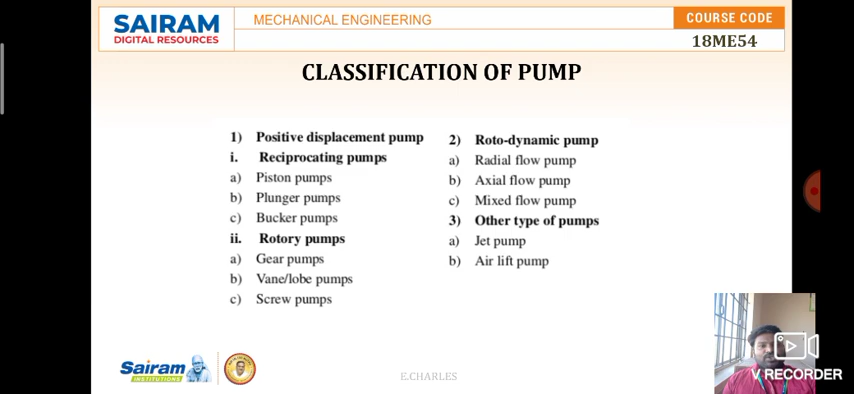 SAIRAM
DIGITAL RESOURCES
MECHANICAL ENGINEERING
COURSE CODE
18ME54
CLASSIFICATION OF PUMP
1) Positive displacement pump
i. Reciprocating pumps
a) Piston pumps
b) Plunger pumps
c) Bucker pumps
ii. Rotory pumps
a) Gear pumps
b) Vane/lobe pumps
c) Screw pumps
2) Roto-dynamic pump
a) Radial flow pump
b) Axial flow pump
c) Mixed flow pump
3) Other type of pumps
a) Jet pump
b) Air lift pump
Sairam
INSTITUTIONS
E.CHARLES
V RECORDER